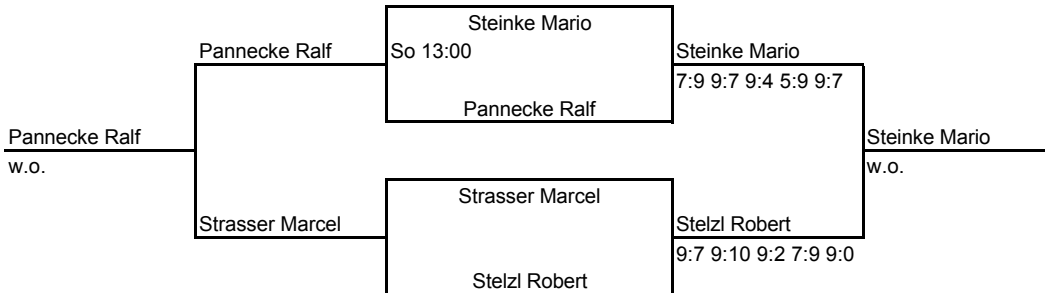 Steinke Mario
Pannecke Ralf So 13:00 Steinke Mario
7:9 9:7 9:4 5:9 9:7
Pannecke Ralf
Pannecke Ralf Steinke Mario
w.o. w.o.
Strasser Marcel
Strasser Marcel Stelzl Robert
9:7 9:10 9:2 7:9 9:0
Stelzl Robert